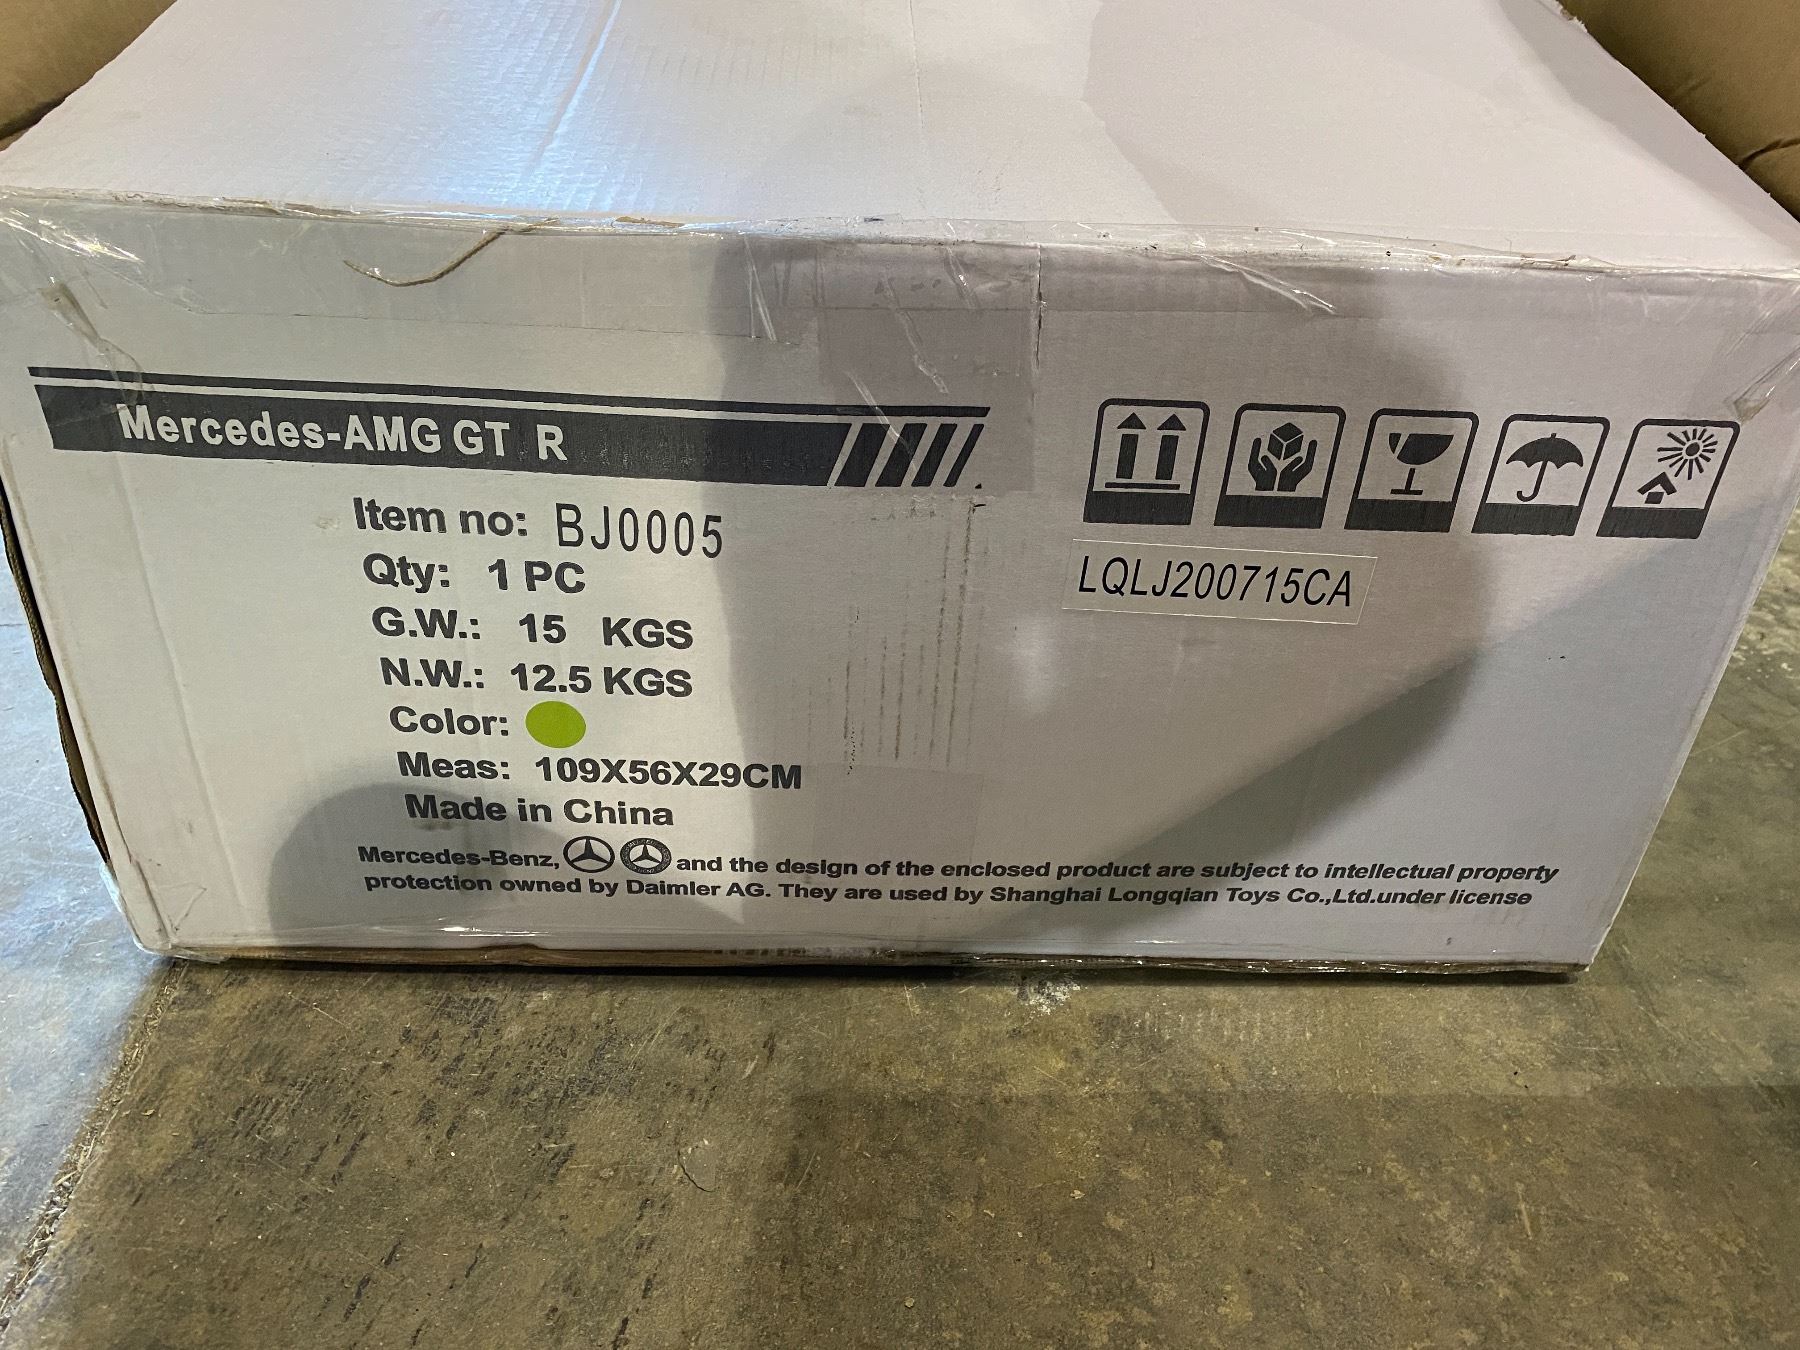 Mercedes-AMG GT R
Item no: BJ0005
Qty: 1 PC
G.W.: 15 KGS
N.W.: 12.5 KGS
Color:
Meas: 109X56X29CM
Made in China
Mercedes-Benz, and the design of the enclosed product are subject to intellectual property
protection owned by Daimler AG. They are used by Shanghai Longqian Toys Co.,Ltd.under license
LQLJ200715CA